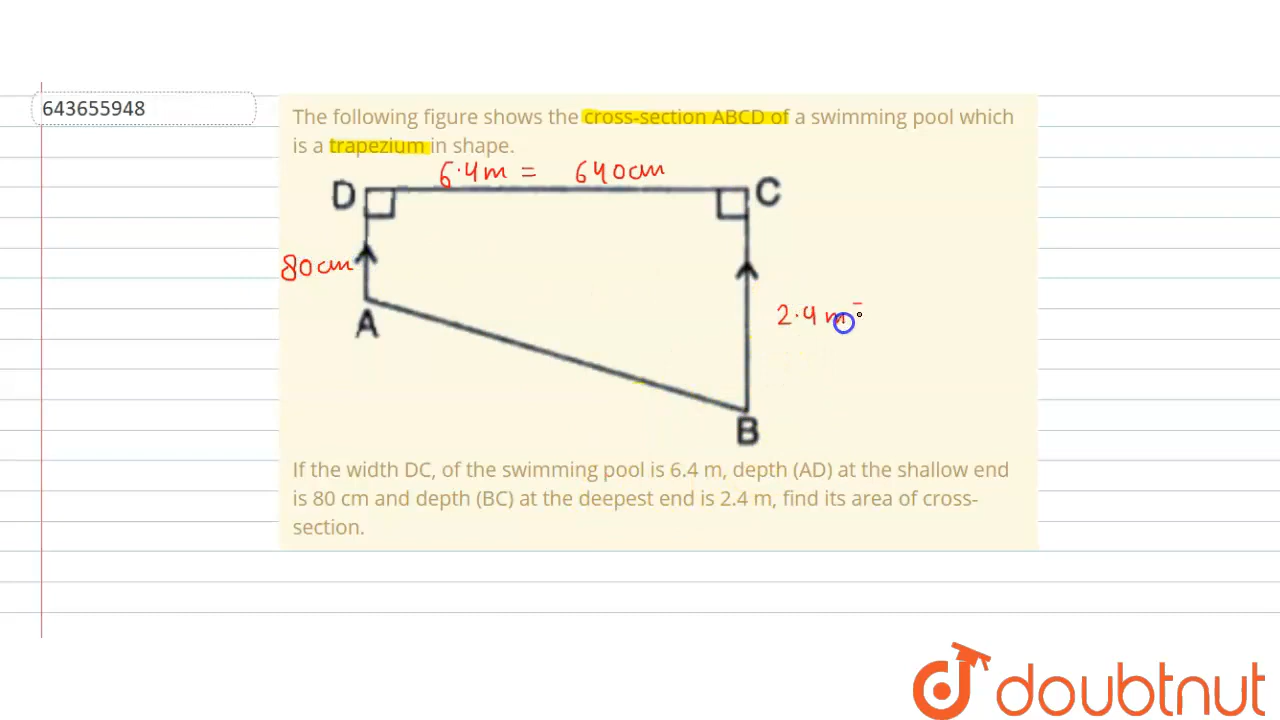 643655948
The following figure shows the cross-section ABCD of a swimming pool which
is a trapezium in shape.
6.4m = 640cm
D
C
80cm
A
2.4m =
B
If the width DC, of the swimming pool is 6.4 m, depth (AD) at the shallow end
is 80 cm and depth (BC) at the deepest end is 2.4 m, find its area of cross-
section.
doubtnut